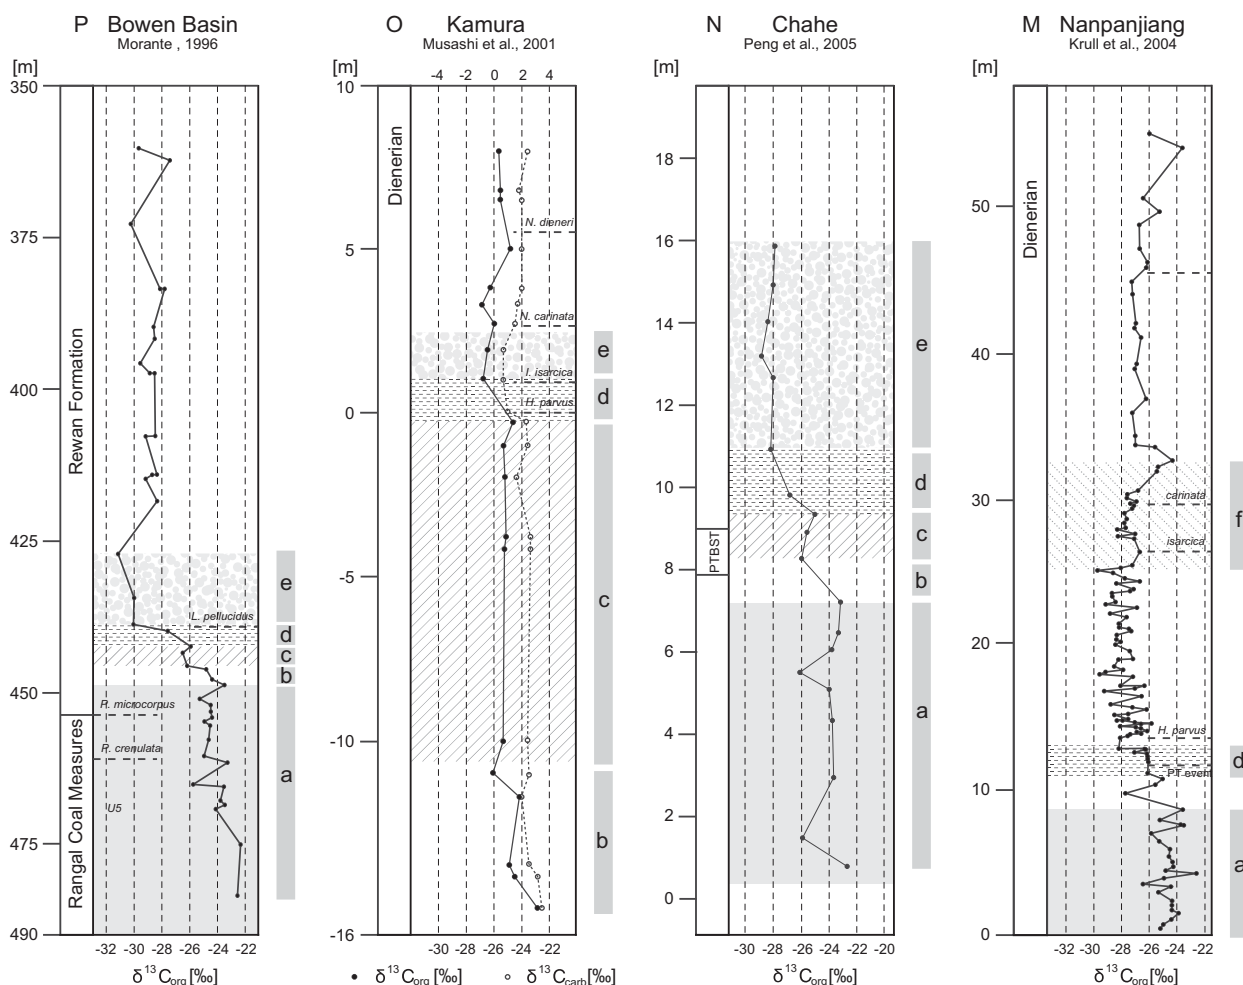 P Bowen Basin
Morante , 1996
[m]
350
375
400
425
450
475
490
Rewan Formation
Rangal Coal Measures
L. pellucidus
P. microcorpus
P. crenulata
U5
e
d
c
b
a
-32 -30 -28 -26 -24 -22
δ13Corg[‰]
O Kamura
Musashi et al., 2001
[m]
-4 -2 0 2 4
10
5
0
-5
-10
-16
Dienerian
N. dieneri
N. carinata
I. isarcica
H. parvus
e
d
c
b
-30 -28 -26 -24 -22
δ13Corg[‰] δ13Ccarb[‰]
N Chahe
Peng et al., 2005
[m]
18
16
14
12
10
8
6
4
2
0
PTBST
e
d
c
b
a
-30 -28 -26 -24 -22 -20
δ13Corg[‰]
M Nanpanjiang
Krull et al., 2004
[m]
50
40
30
20
10
0
Dienerian
carinata
isarcica
H. parvus
PT event
f
d
a
-32 -30 -28 -26 -24 -22
δ13Corg[‰]